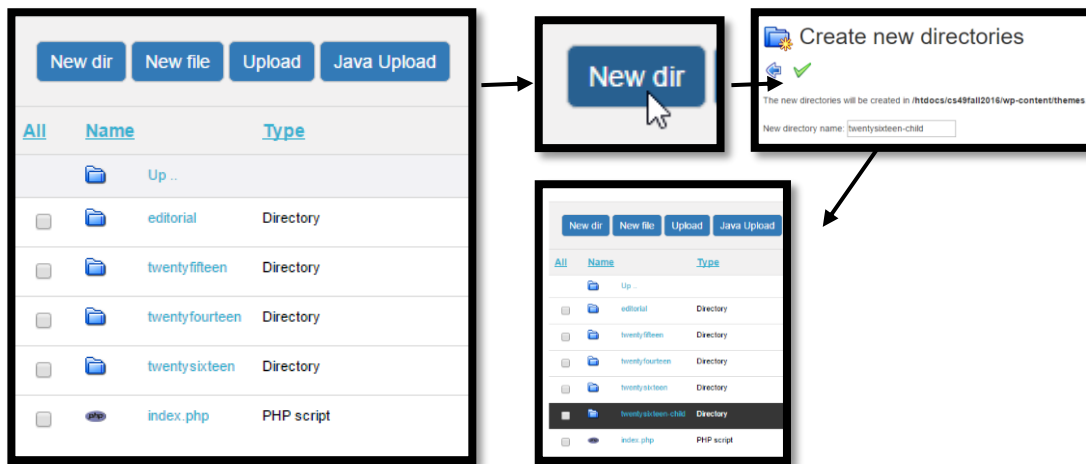 New dir New file Upload Java Upload
All Name Type
Up ..
editorial Directory
twentyfifteen Directory
twentyfourteen Directory
twentysixteen Directory
php index.php PHP script
New dir
Create new directories
The new directories will be created in /htdocs/cs49fall2016/wp-content/themes
New directory name: twentysixteen-child
New dir New file Upload Java Upload
All Name Type
Up ..
editorial Directory
twentyfifteen Directory
twentyfourteen Directory
twentysixteen Directory
twentysixteen-child Directory
index.php PHP script